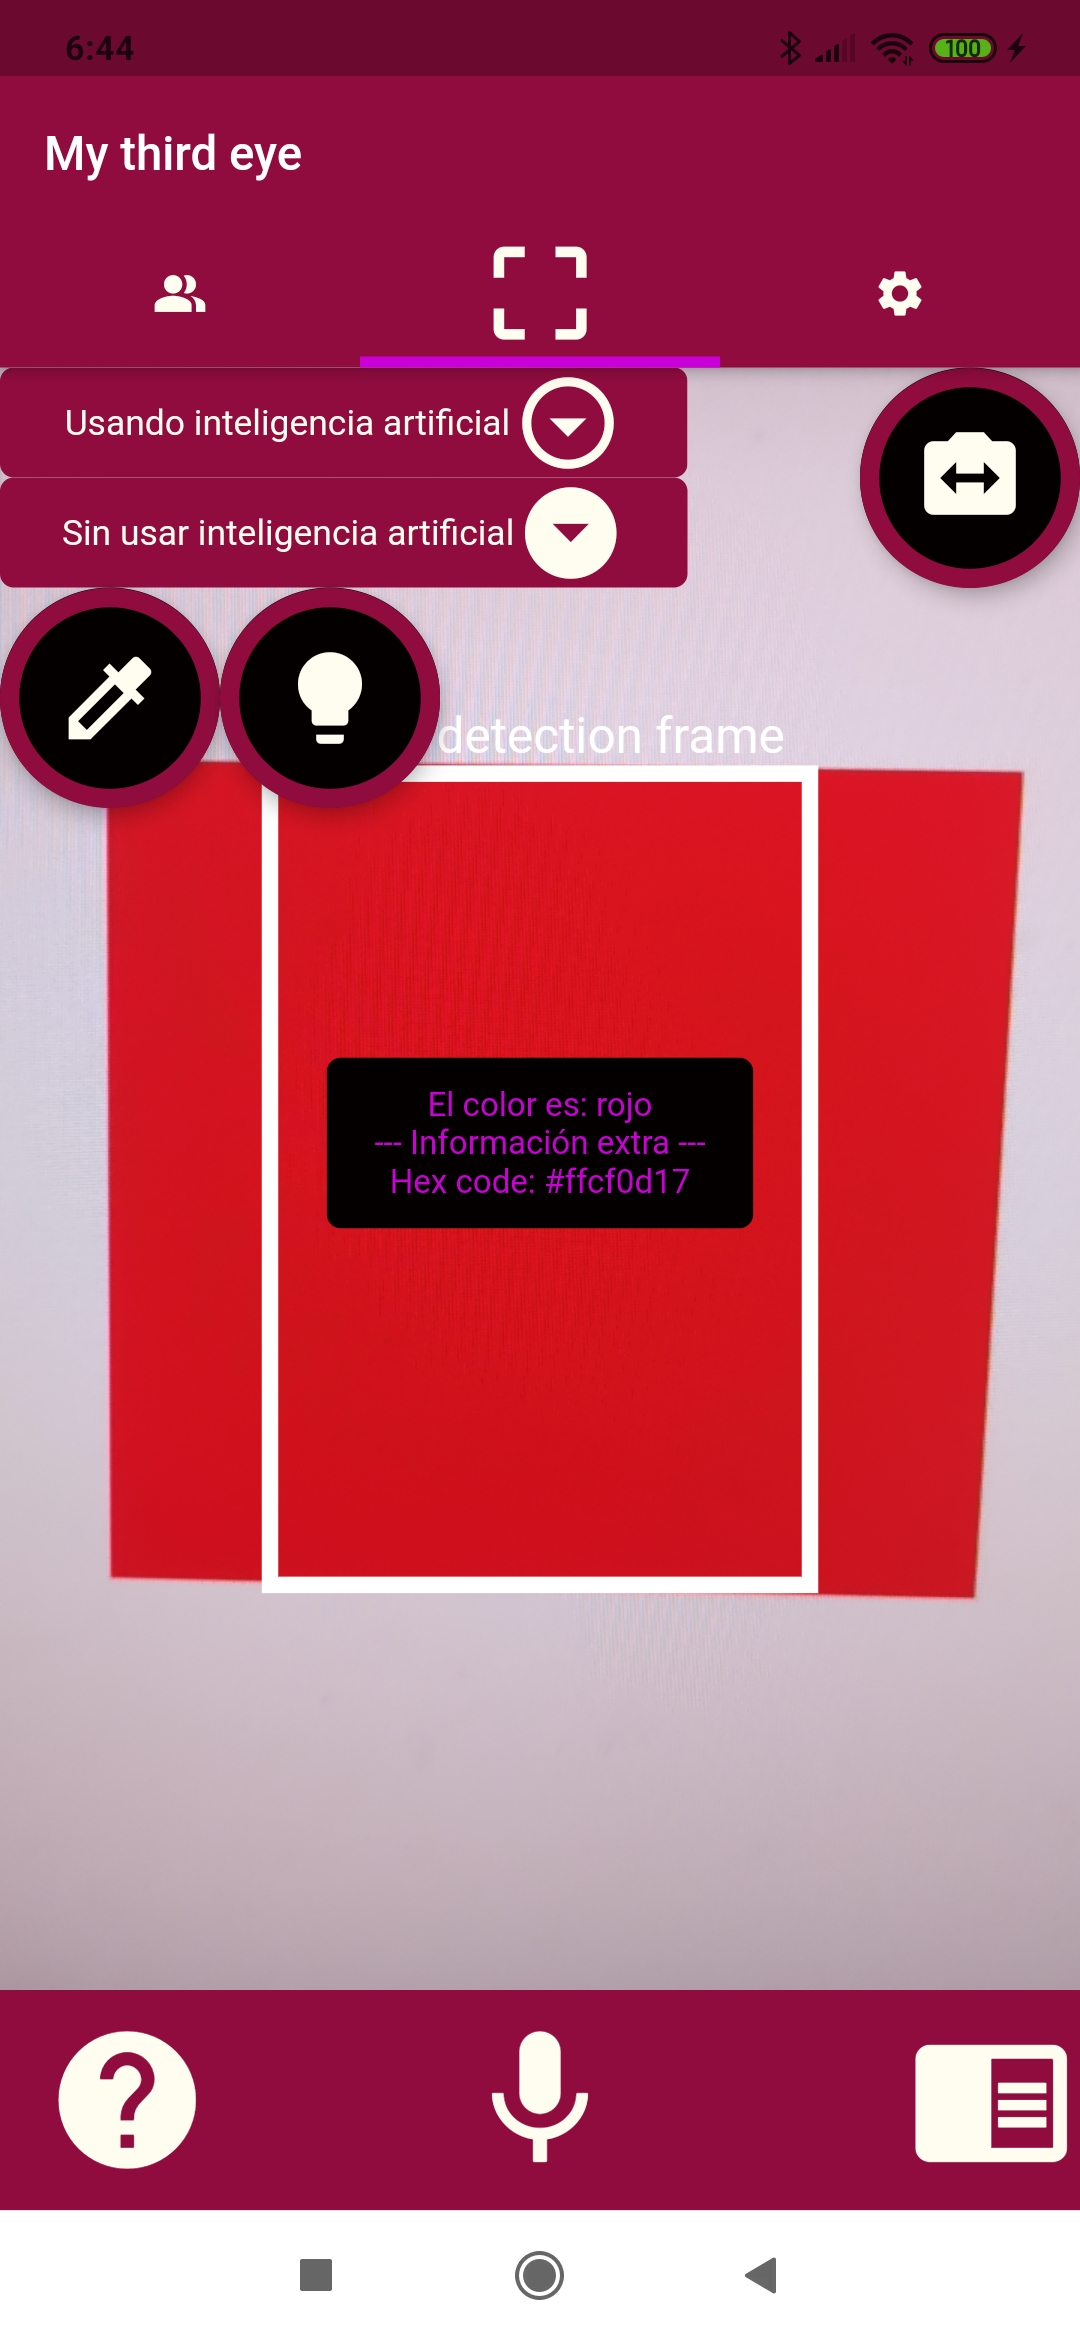 6:44
100
My third eye
Usando inteligencia artificial
Sin usar inteligencia artificial
detection frame
El color es: rojo
--- Información extra ---
Hex code: #ffcf0d17